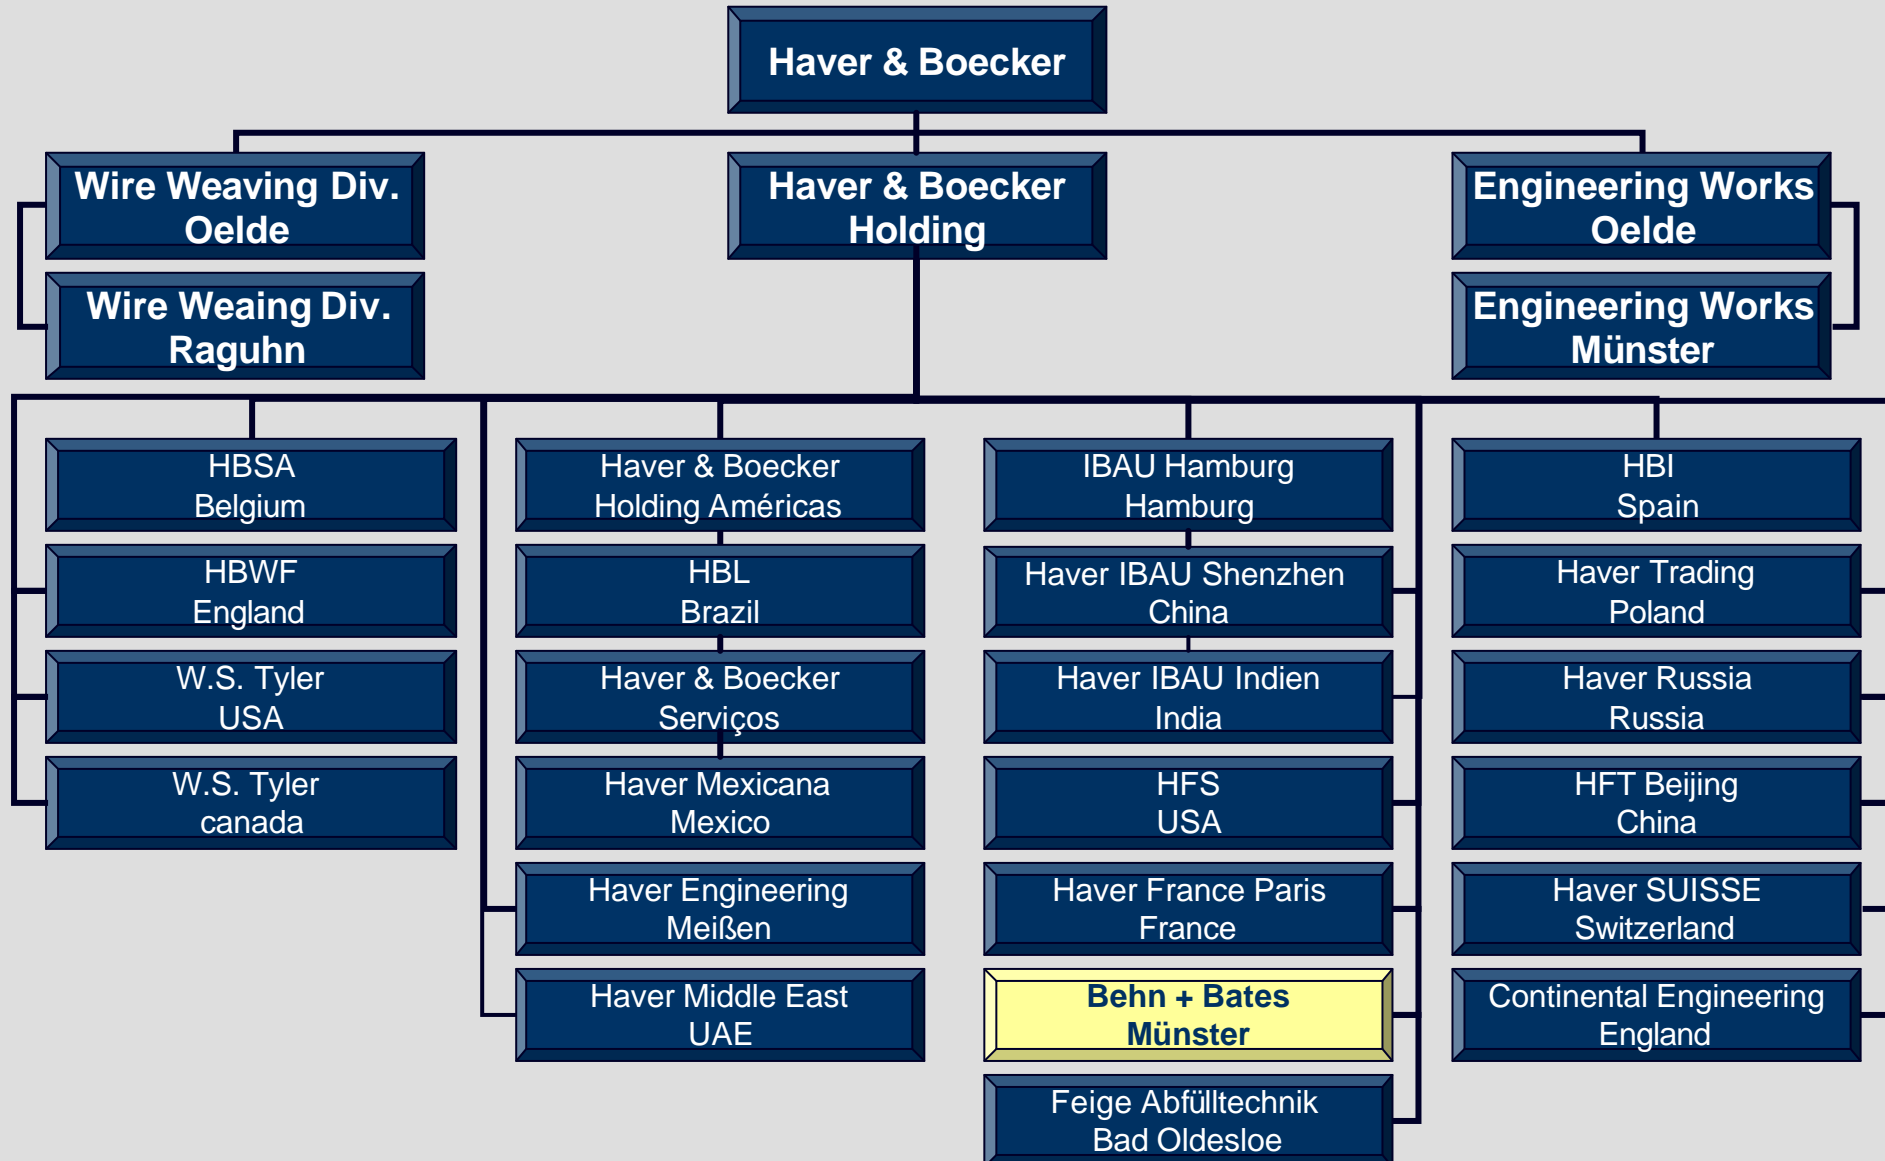 Haver & Boecker
Wire Weaving Div.
Oelde
Haver & Boecker
Holding
Engineering Works
Oelde
Wire Weaing Div.
Raguhn
Engineering Works
Münster
HBSA
Belgium
Haver & Boecker
Holding Américas
IBAU Hamburg
Hamburg
HBI
Spain
HBWF
England
HBL
Brazil
Haver IBAU Shenzhen
China
Haver Trading
Poland
W.S. Tyler
USA
Haver & Boecker
Serviços
Haver IBAU Indien
India
Haver Russia
Russia
W.S. Tyler
canada
Haver Mexicana
Mexico
HFS
USA
HFT Beijing
China
Haver Engineering
Meißen
Haver France Paris
France
Haver SUISSE
Switzerland
Haver Middle East
UAE
Behn + Bates
Münster
Continental Engineering
England
Feige Abfülltechnik
Bad Oldesloe